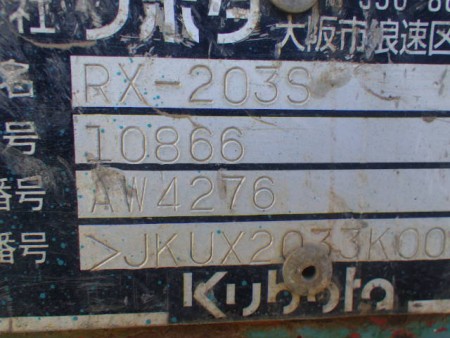 社 クボタ
大阪市浪速区
名 RX-203S
号 10866
番号 AW4276
番号 >JKUX2033K00
Kubota